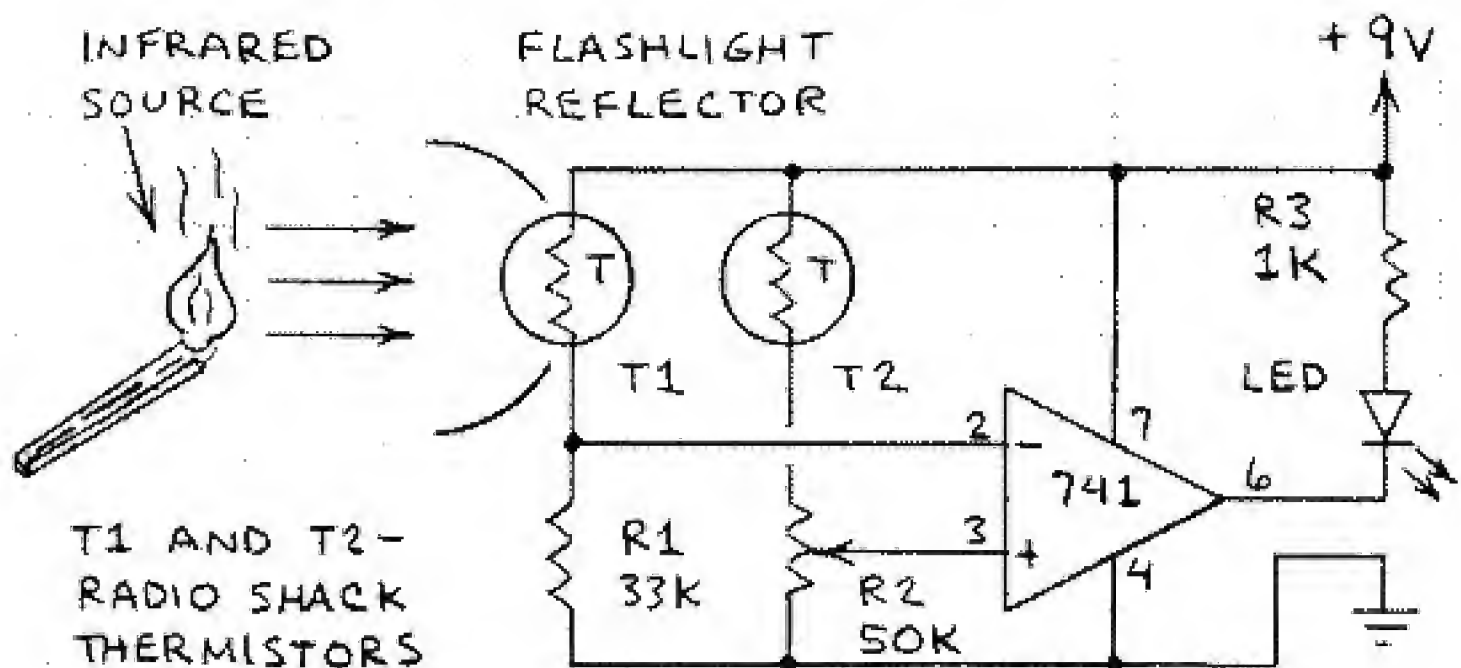 INFRARED
SOURCE
FLASHLIGHT
REFLECTOR
+9V
T
T
R3
1K
T1
T2
LED
2
-
7
741
6
3
+
4
R1
33K
R2
50K
T1 AND T2-
RADIO SHACK
THERMISTORS